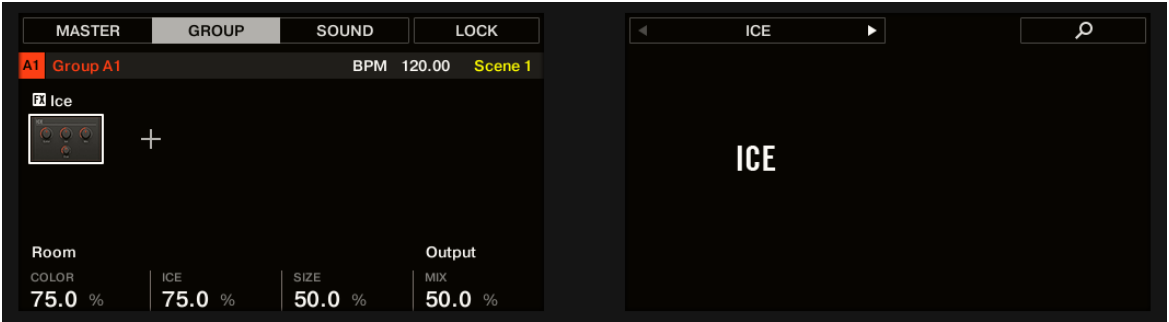 MASTER GROUP SOUND LOCK
A1 Group A1 BPM 120.00 Scene 1
FX Ice
Room Output
COLOR ICE SIZE MIX
75.0 % 75.0 % 50.0 % 50.0 %
ICE
ICE